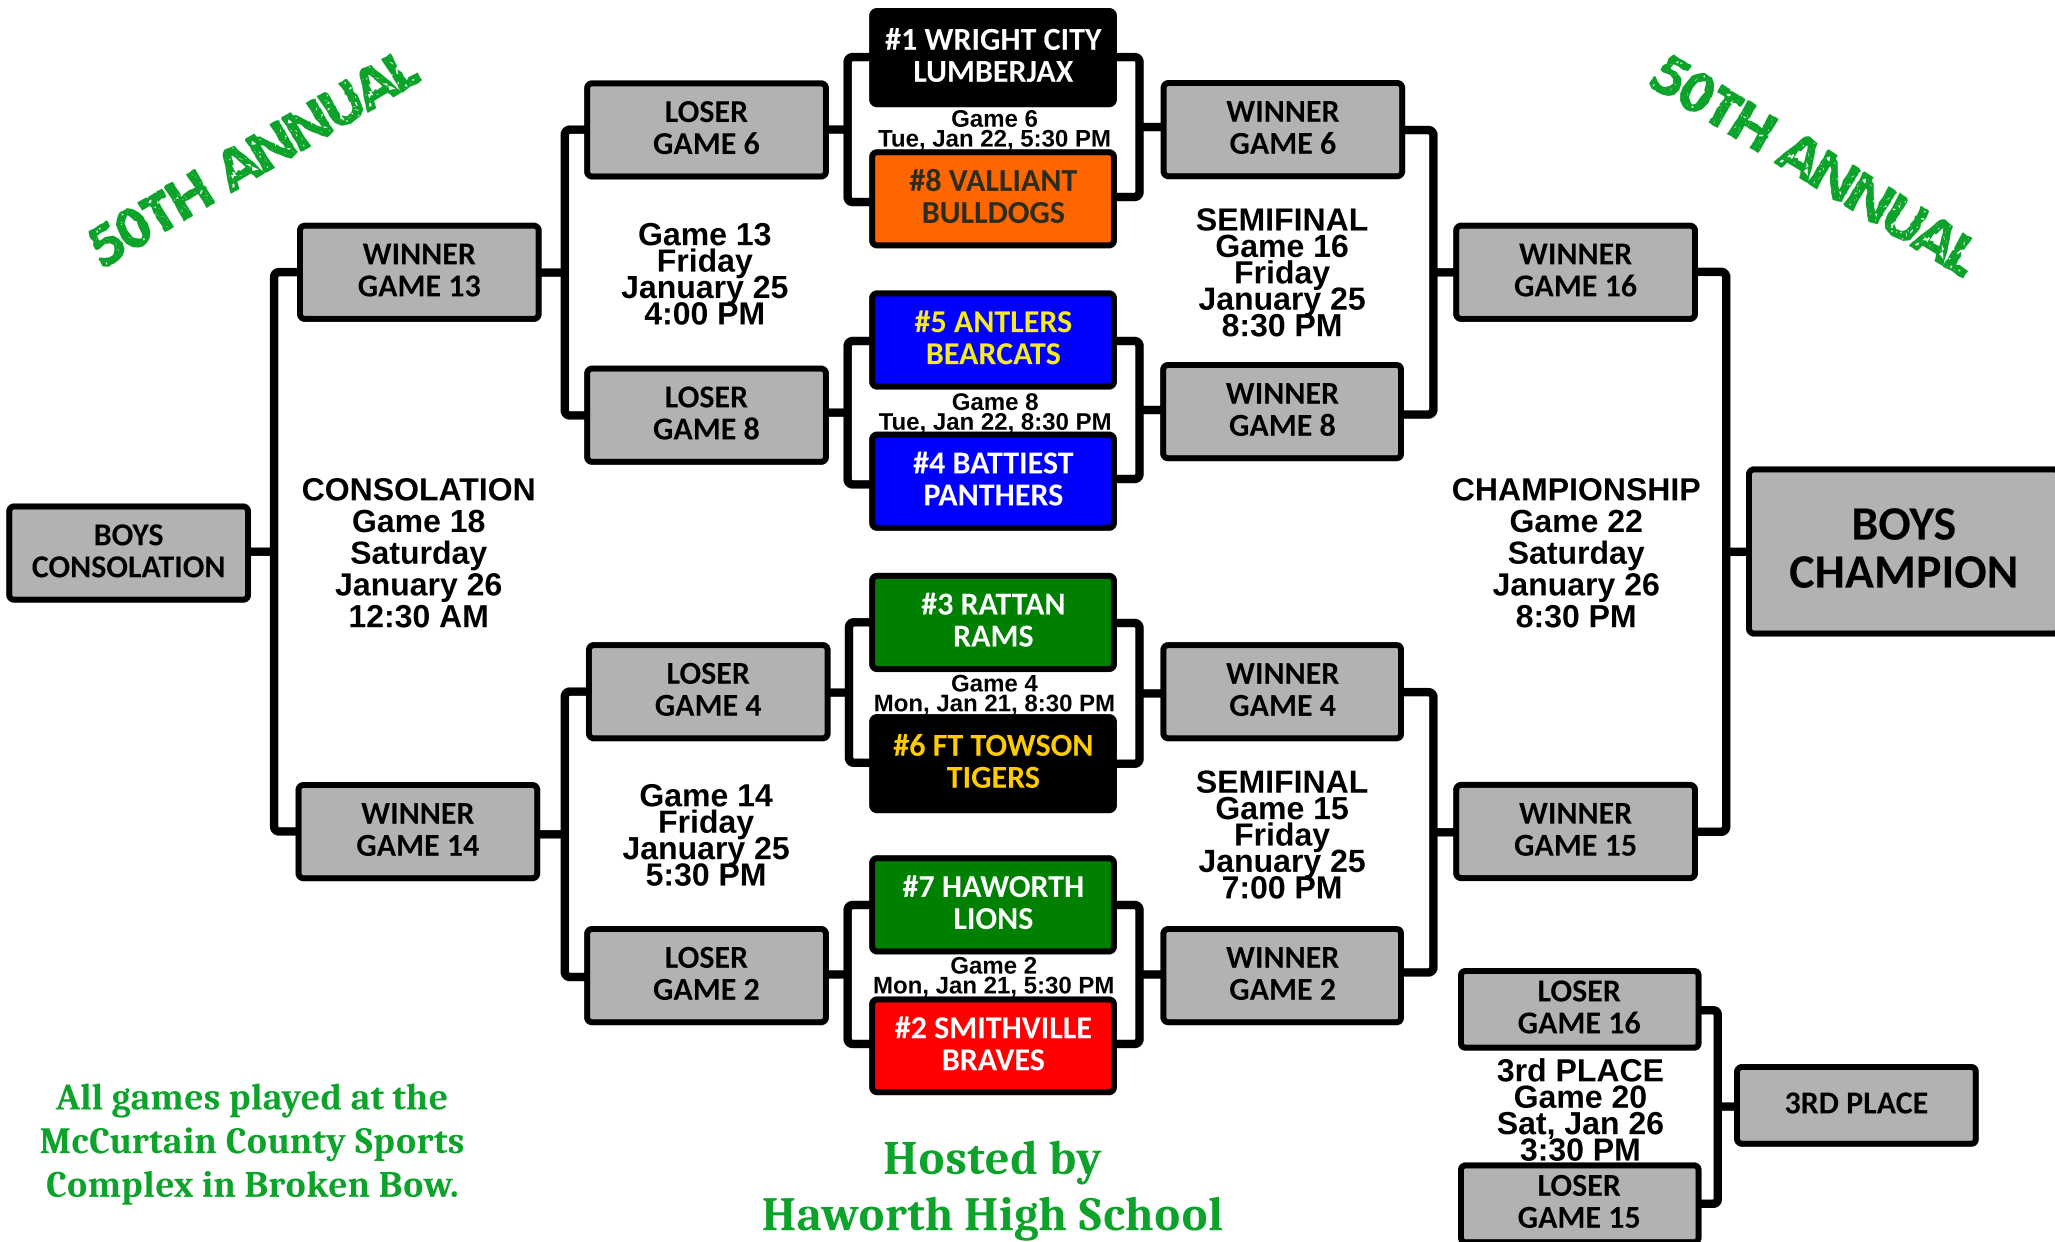 50TH ANNUAL
50TH ANNUAL
#1 WRIGHT CITY
LUMBERJAX
Game 6
Tue, Jan 22, 5:30 PM
#8 VALLIANT
BULLDOGS
LOSER
GAME 6
WINNER
GAME 6
WINNER
GAME 13
Game 13
Friday
January 25
4:00 PM
SEMIFINAL
Game 16
Friday
January 25
8:30 PM
WINNER
GAME 16
#5 ANTLERS
BEARCATS
Game 8
Tue, Jan 22, 8:30 PM
#4 BATTIEST
PANTHERS
LOSER
GAME 8
WINNER
GAME 8
BOYS
CONSOLATION
CONSOLATION
Game 18
Saturday
January 26
12:30 AM
CHAMPIONSHIP
Game 22
Saturday
January 26
8:30 PM
BOYS
CHAMPION
#3 RATTAN
RAMS
Game 4
Mon, Jan 21, 8:30 PM
#6 FT TOWSON
TIGERS
LOSER
GAME 4
WINNER
GAME 4
WINNER
GAME 14
Game 14
Friday
January 25
5:30 PM
SEMIFINAL
Game 15
Friday
January 25
7:00 PM
WINNER
GAME 15
#7 HAWORTH
LIONS
Game 2
Mon, Jan 21, 5:30 PM
#2 SMITHVILLE
BRAVES
LOSER
GAME 2
WINNER
GAME 2
LOSER
GAME 16
3rd PLACE
Game 20
Sat, Jan 26
3:30 PM
LOSER
GAME 15
3RD PLACE
All games played at the
McCurtain County Sports
Complex in Broken Bow.
Hosted by
Haworth High School